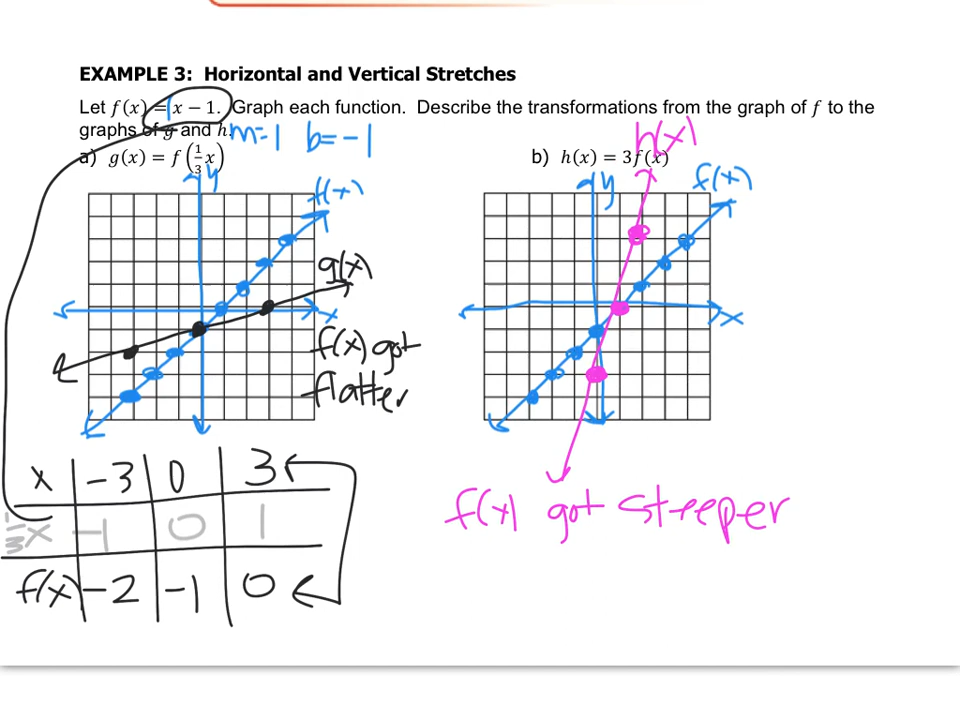 EXAMPLE 3: Horizontal and Vertical Stretches
Let f(x) = 1x − 1. Graph each function. Describe the transformations from the graph of f to the
graphs of g and h.
m=1 b=-1
a) g(x) = f(1/3 x)
b) h(x) = 3f(x)
h(x)
y
f(x)
y
f(x)
g(x)
x
x
f(x) got
flatter
x | -3 | 0 | 3
1/3 x | -1 | 0 | 1
f(x) | -2 | -1 | 0
f(x) got steeper